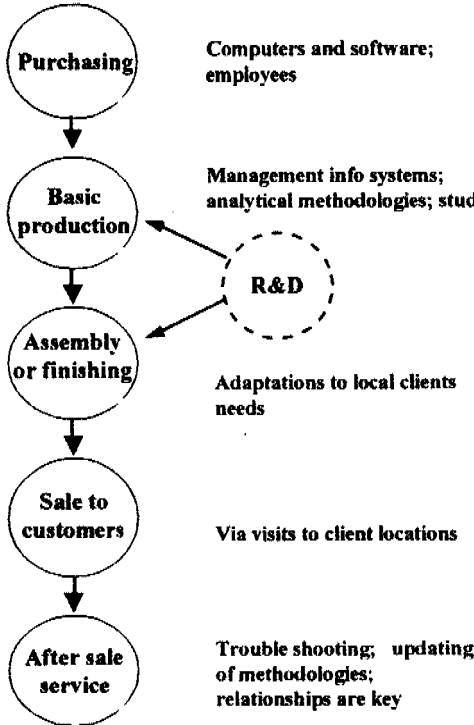 Purchasing
Computers and software;
employees
Basic
production
Management info systems;
analytical methodologies; stud
R&D
Assembly
or finishing
Adaptations to local clients
needs
Sale to
customers
Via visits to client locations
After sale
service
Trouble shooting; updating
of methodologies;
relationships are key